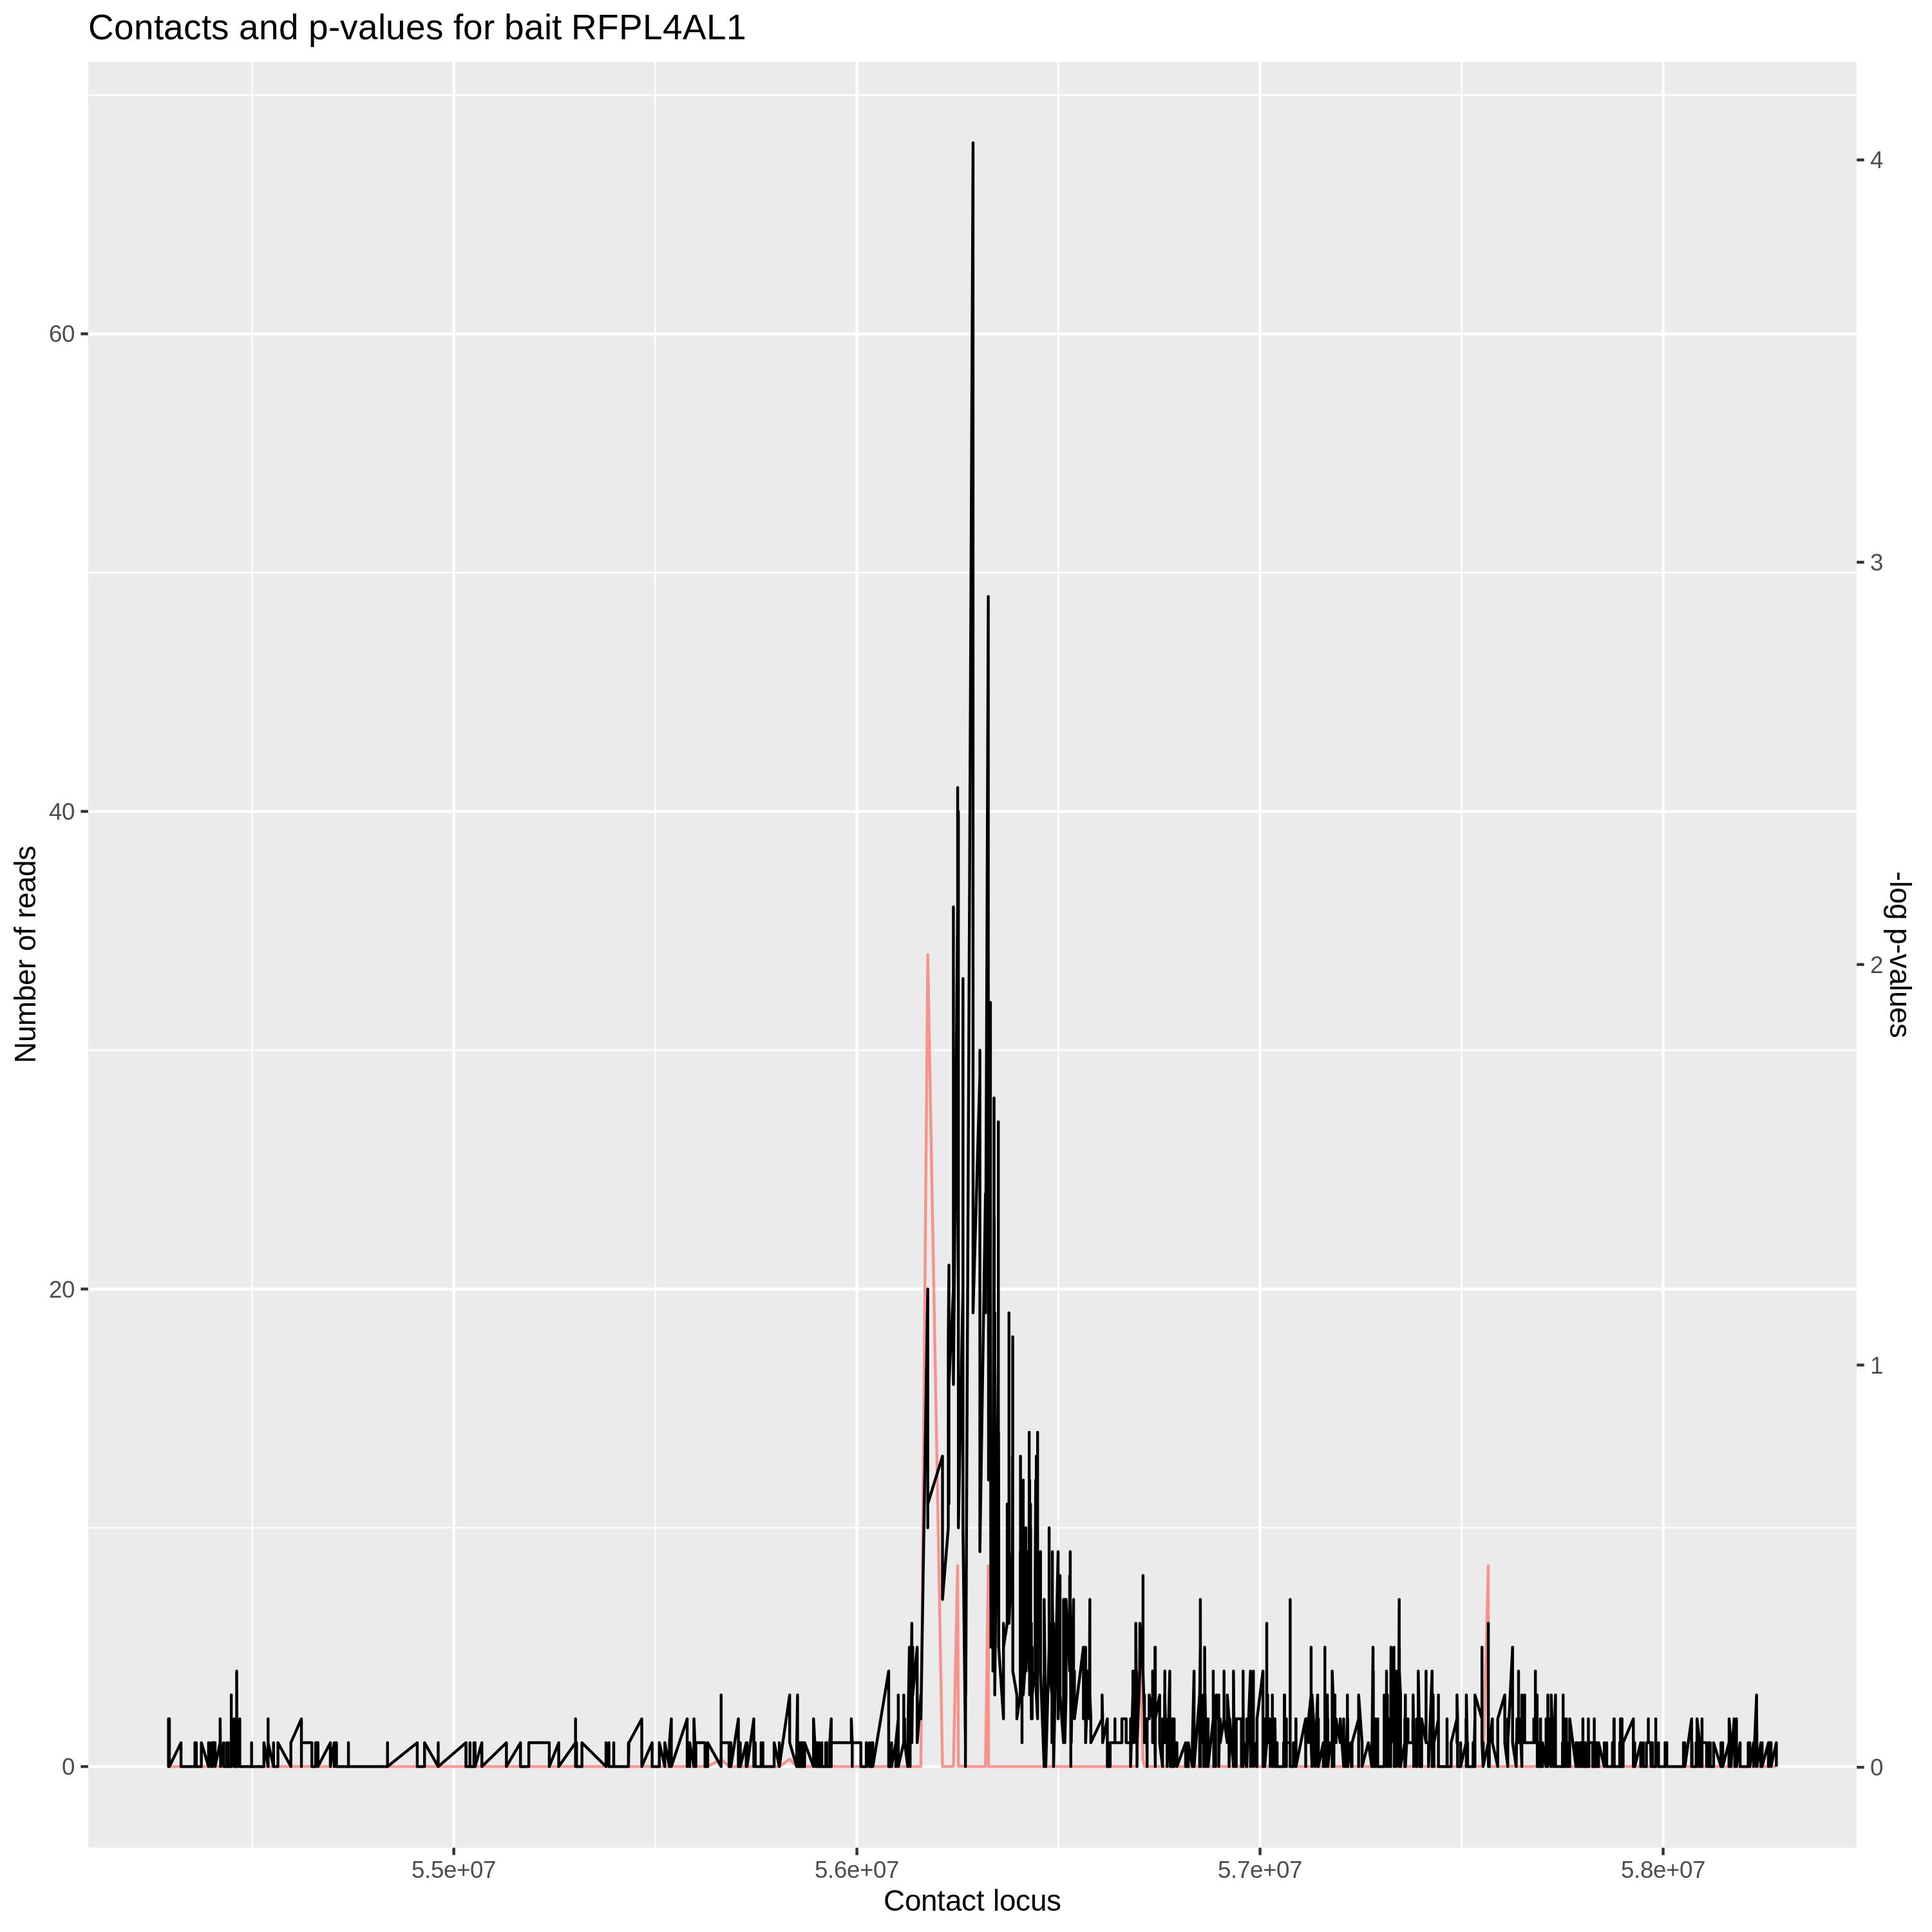 Contacts and p-values for bait RFPL4AL1
Number of reads
60
40
20
0
4
3
2
1
0
-log p-values
5.5e+07
5.6e+07
5.7e+07
5.8e+07
Contact locus